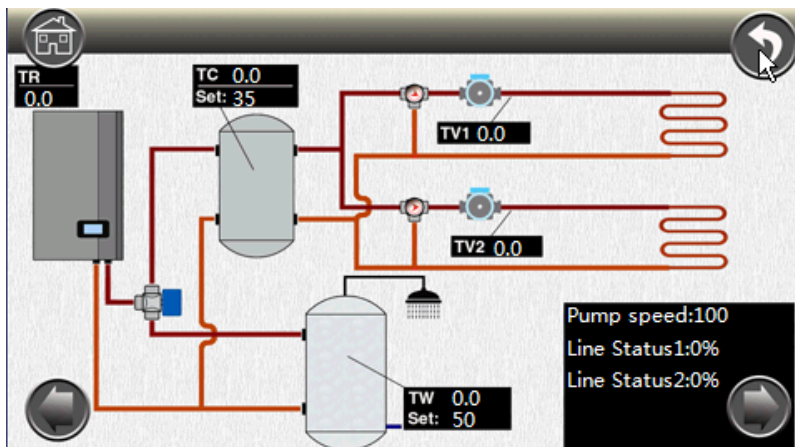 TR
0.0
TC 0.0
Set: 35
TV1 0.0
TV2 0.0
Pump speed:100
Line Status1:0%
Line Status2:0%
TW 0.0
Set: 50